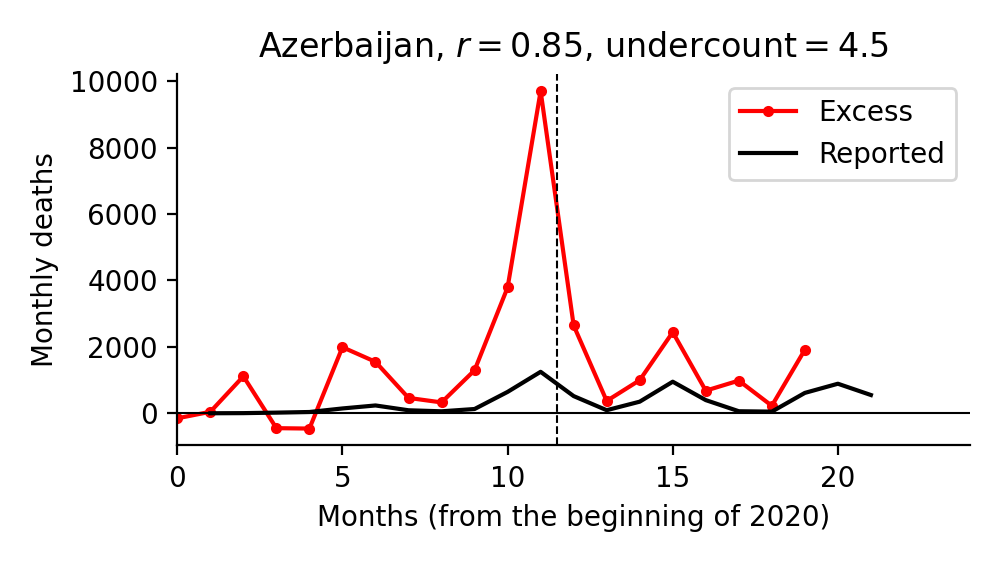 Azerbaijan, r = 0.85, undercount = 4.5
Excess
Reported
Monthly deaths
10000
8000
6000
4000
2000
0
0 5 10 15 20
Months (from the beginning of 2020)